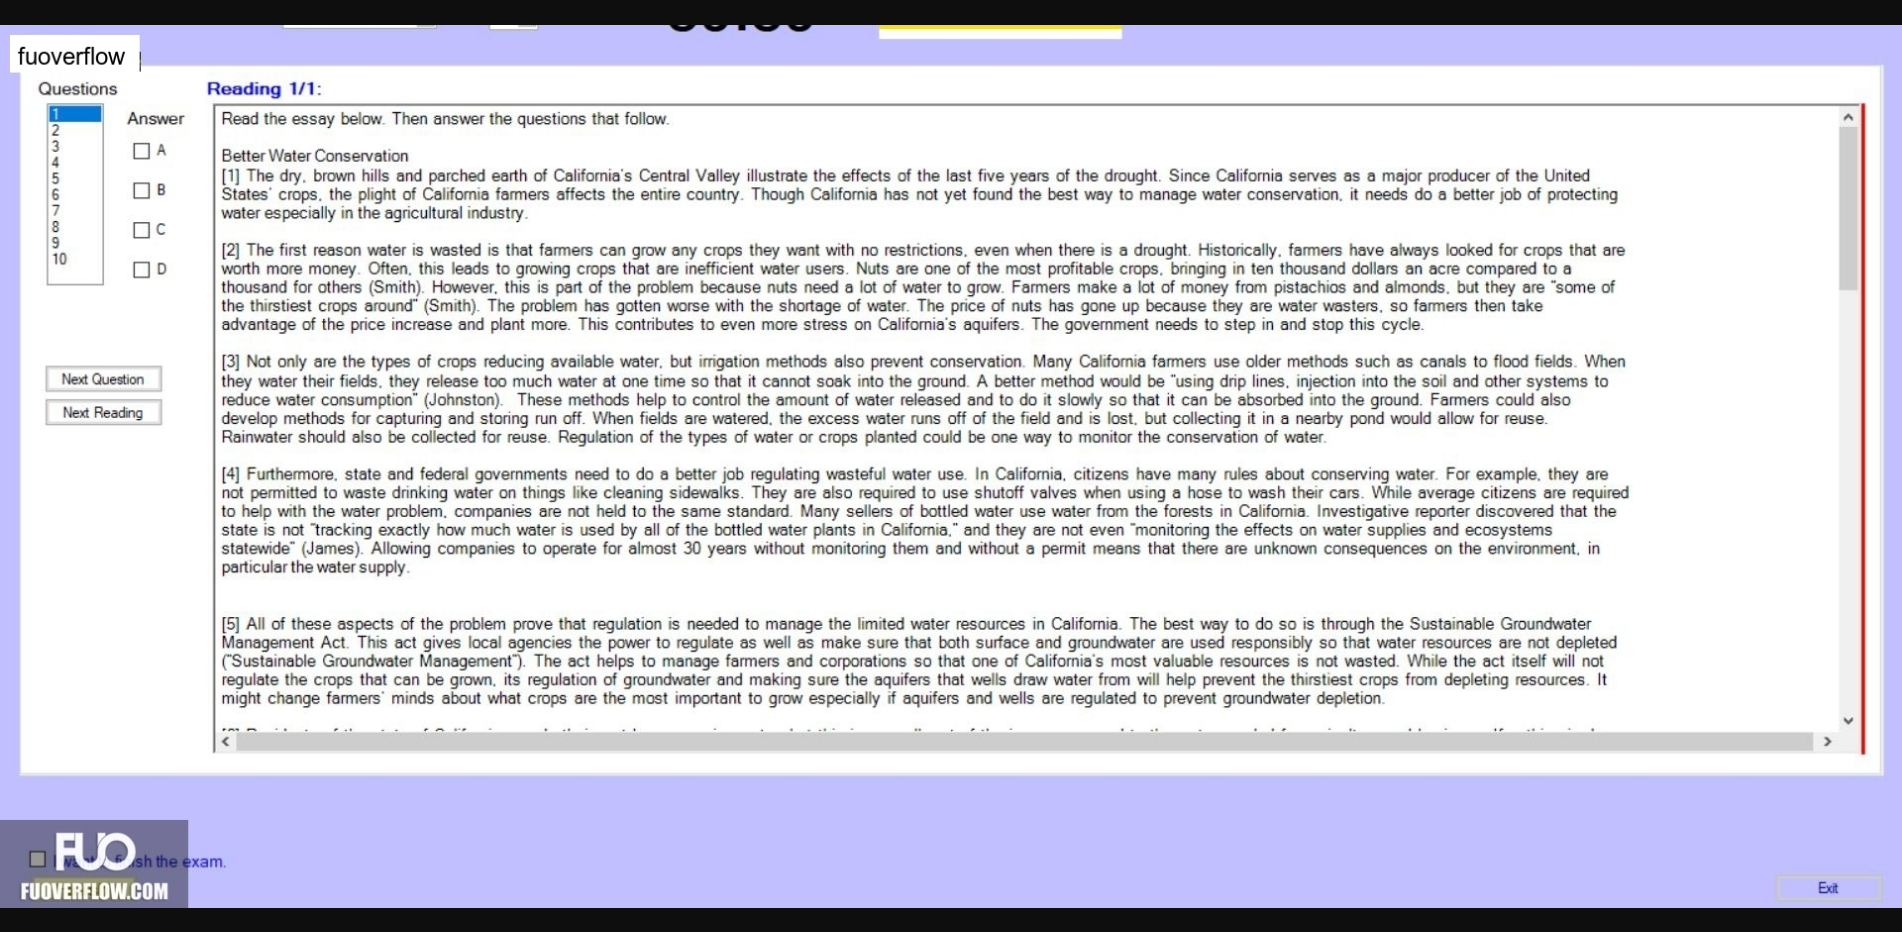 fuoverflow
Questions
Reading 1/1:
1
2
3
4
5
6
7
8
9
10
Answer
A
B
C
D
Next Question
Next Reading
Read the essay below. Then answer the questions that follow.
Better Water Conservation
[1] The dry, brown hills and parched earth of California's Central Valley illustrate the effects of the last five years of the drought. Since California serves as a major producer of the United
States' crops, the plight of California farmers affects the entire country. Though California has not yet found the best way to manage water conservation, it needs do a better job of protecting
water especially in the agricultural industry.
[2] The first reason water is wasted is that farmers can grow any crops they want with no restrictions, even when there is a drought. Historically, farmers have always looked for crops that are
worth more money. Often, this leads to growing crops that are inefficient water users. Nuts are one of the most profitable crops, bringing in ten thousand dollars an acre compared to a
thousand for others (Smith). However, this is part of the problem because nuts need a lot of water to grow. Farmers make a lot of money from pistachios and almonds, but they are "some of
the thirstiest crops around" (Smith). The problem has gotten worse with the shortage of water. The price of nuts has gone up because they are water wasters, so farmers then take
advantage of the price increase and plant more. This contributes to even more stress on California's aquifers. The government needs to step in and stop this cycle.
[3] Not only are the types of crops reducing available water, but irrigation methods also prevent conservation. Many California farmers use older methods such as canals to flood fields. When
they water their fields, they release too much water at one time so that it cannot soak into the ground. A better method would be "using drip lines, injection into the soil and other systems to
reduce water consumption" (Johnston). These methods help to control the amount of water released and to do it slowly so that it can be absorbed into the ground. Farmers could also
develop methods for capturing and storing run off. When fields are watered, the excess water runs off of the field and is lost, but collecting it in a nearby pond would allow for reuse.
Rainwater should also be collected for reuse. Regulation of the types of water or crops planted could be one way to monitor the conservation of water.
[4] Furthermore, state and federal governments need to do a better job regulating wasteful water use. In California, citizens have many rules about conserving water. For example, they are
not permitted to waste drinking water on things like cleaning sidewalks. They are also required to use shutoff valves when using a hose to wash their cars. While average citizens are required
to help with the water problem, companies are not held to the same standard. Many sellers of bottled water use water from the forests in California. Investigative reporter discovered that the
state is not "tracking exactly how much water is used by all of the bottled water plants in California," and they are not even "monitoring the effects on water supplies and ecosystems
statewide" (James). Allowing companies to operate for almost 30 years without monitoring them and without a permit means that there are unknown consequences on the environment, in
particular the water supply.
[5] All of these aspects of the problem prove that regulation is needed to manage the limited water resources in California. The best way to do so is through the Sustainable Groundwater
Management Act. This act gives local agencies the power to regulate as well as make sure that both surface and groundwater are used responsibly so that water resources are not depleted
("Sustainable Groundwater Management"). The act helps to manage farmers and corporations so that one of California's most valuable resources is not wasted. While the act itself will not
regulate the crops that can be grown, its regulation of groundwater and making sure the aquifers that wells draw water from will help prevent the thirstiest crops from depleting resources. It
might change farmers' minds about what crops are the most important to grow especially if aquifers and wells are regulated to prevent groundwater depletion.
FUO
the exam.
FUOVERFLOW.COM
Exit